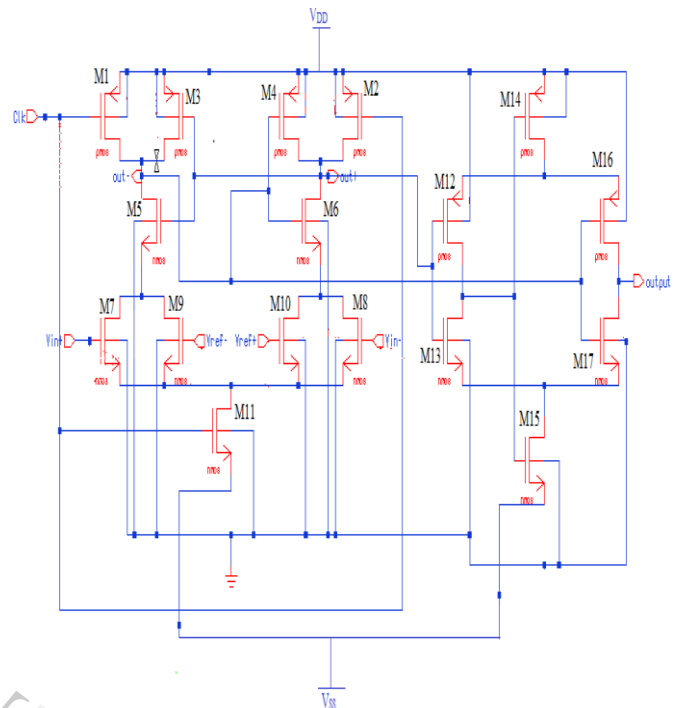 VDD
M1
M3
M4
M2
M14
Clk
pmos
pmos
pmos
pmos
pmos
out-
out+
M12
M16
M5
M6
pmos
pmos
nmos
nmos
output
M7
M9
M10
M8
Vin+
Vref-
Vref+
Vin-
M13
M17
nmos
nmos
nmos
nmos
nmos
nmos
M11
M15
nmos
nmos
VSS